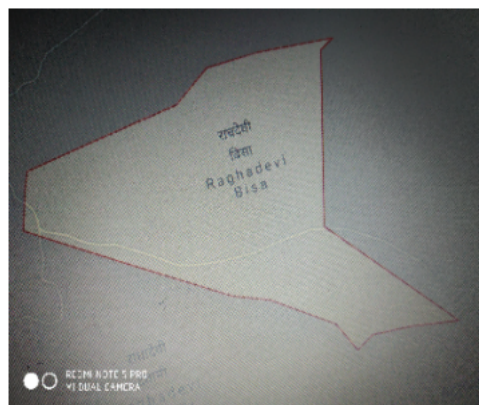 राघदेवी
विसा
Raghadevi
Bisa
राघादेवी
REDMI NOTE 5 PRO
MI DUAL CAMERA